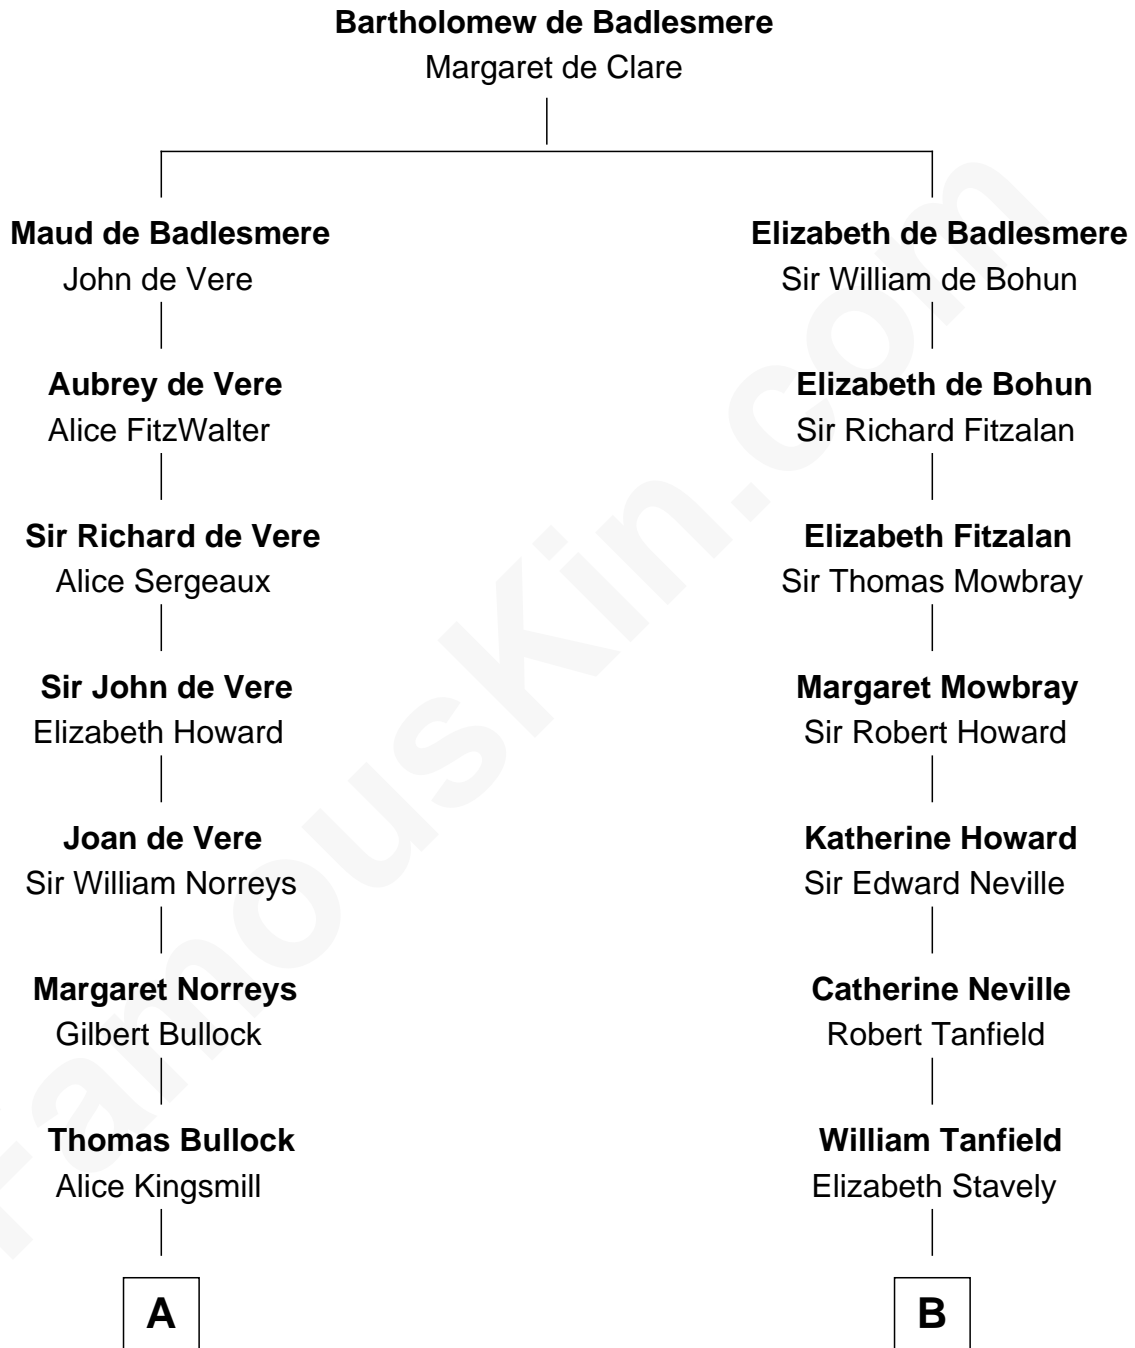 Bartholomew de Badlesmere
Margaret de Clare
Maud de Badlesmere
John de Vere
Elizabeth de Badlesmere
Sir William de Bohun
Aubrey de Vere
Alice FitzWalter
Elizabeth de Bohun
Sir Richard Fitzalan
Sir Richard de Vere
Alice Sergeaux
Elizabeth Fitzalan
Sir Thomas Mowbray
Sir John de Vere
Elizabeth Howard
Margaret Mowbray
Sir Robert Howard
Joan de Vere
Sir William Norreys
Katherine Howard
Sir Edward Neville
Margaret Norreys
Gilbert Bullock
Catherine Neville
Robert Tanfield
Thomas Bullock
Alice Kingsmill
William Tanfield
Elizabeth Stavely
A
B
FamousKin.com